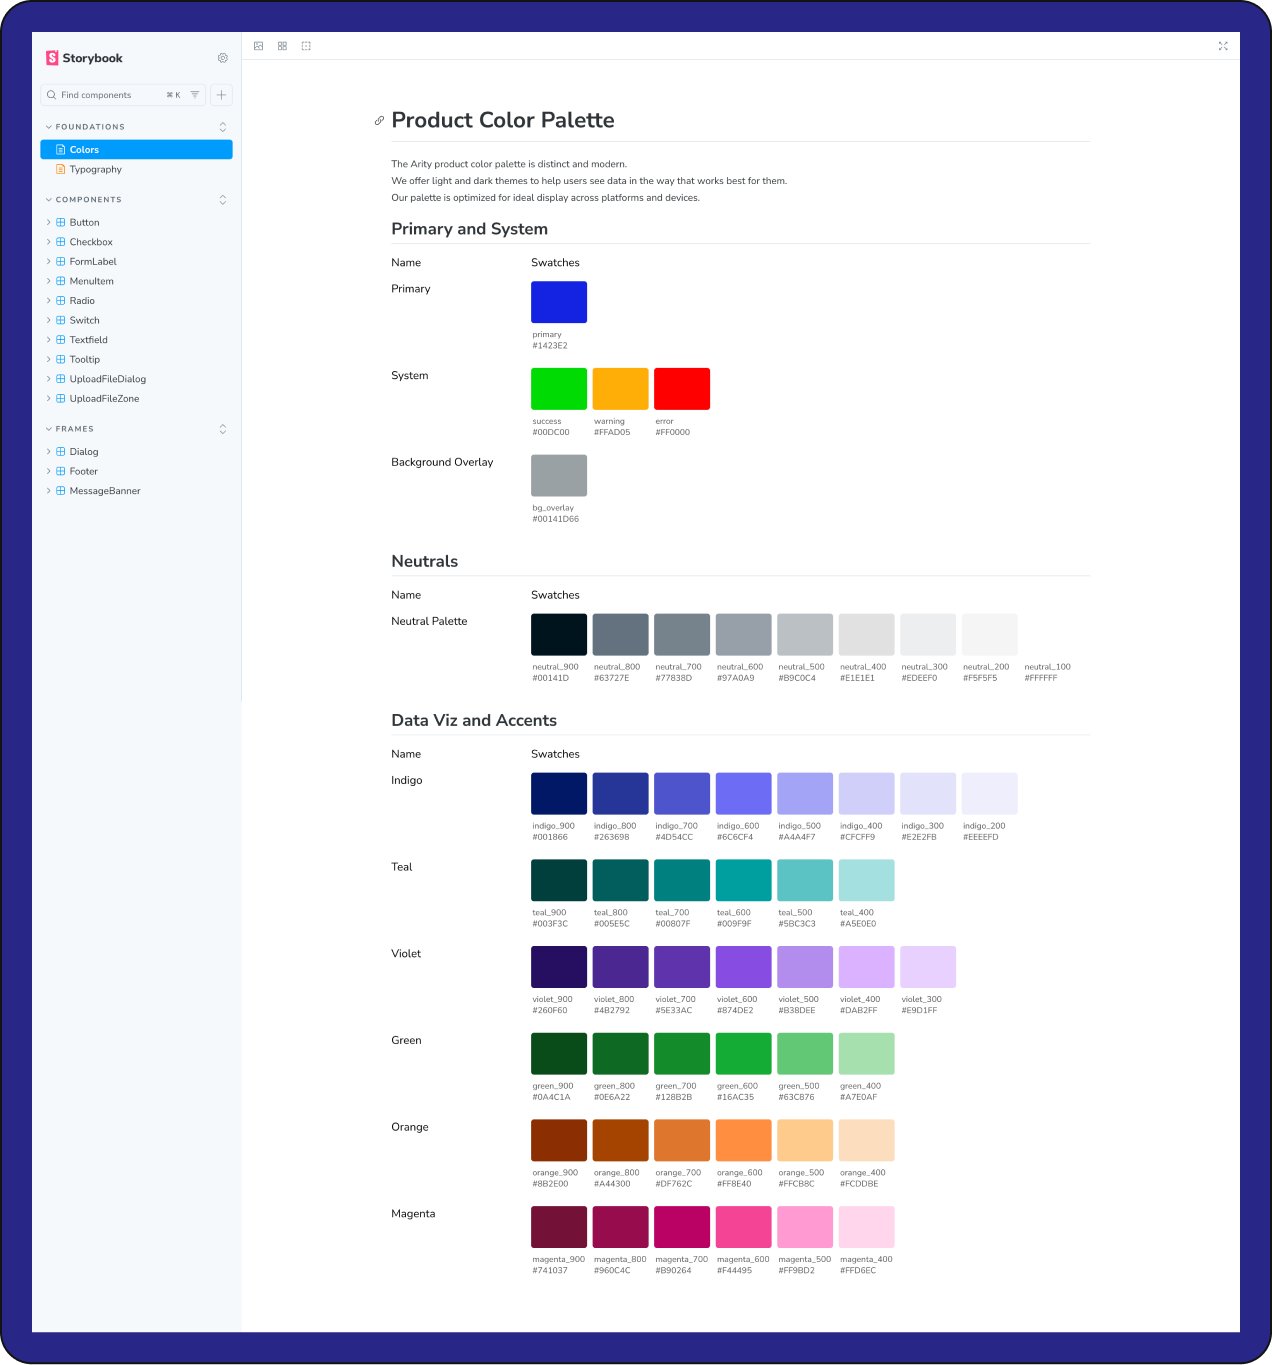 Storybook
Find components ⌘ K
FOUNDATIONS
Colors
Typography
COMPONENTS
Button
Checkbox
FormLabel
MenuItem
Radio
Switch
Textfield
Tooltip
UploadFileDialog
UploadFileZone
FRAMES
Dialog
Footer
MessageBanner
Product Color Palette
The Arity product color palette is distinct and modern.
We offer light and dark themes to help users see data in the way that works best for them.
Our palette is optimized for ideal display across platforms and devices.
Primary and System
Name Swatches
Primary
primary
#1423E2
System
success warning error
#00DC00 #FFAD05 #FF0000
Background Overlay
bg_overlay
#00141D66
Neutrals
Name Swatches
Neutral Palette
neutral_900 neutral_800 neutral_700 neutral_600 neutral_500 neutral_400 neutral_300 neutral_200 neutral_100
#00141D #63727E #77838D #97A0A9 #B9C0C4 #E1E1E1 #EDEEF0 #F5F5F5 #FFFFFF
Data Viz and Accents
Name Swatches
Indigo
indigo_900 indigo_800 indigo_700 indigo_600 indigo_500 indigo_400 indigo_300 indigo_200
#001866 #263698 #4D54CC #6C6CF4 #A4A4F7 #CFCFF9 #E2E2FB #EEEEFD
Teal
teal_900 teal_800 teal_700 teal_600 teal_500 teal_400
#003F3C #005E5C #00807F #009F9F #5BC3C3 #A5E0E0
Violet
violet_900 violet_800 violet_700 violet_600 violet_500 violet_400 violet_300
#260F60 #4B2792 #5E33AC #874DE2 #B38DEE #DAB2FF #E9D1FF
Green
green_900 green_800 green_700 green_600 green_500 green_400
#0A4C1A #0E6A22 #128B2B #16AC35 #63C876 #A7E0AF
Orange
orange_900 orange_800 orange_700 orange_600 orange_500 orange_400
#8B2E00 #A44300 #DF762C #FF8E40 #FFCB8C #FCDDBE
Magenta
magenta_900 magenta_800 magenta_700 magenta_600 magenta_500 magenta_400
#741037 #960C4C #B90264 #F44495 #FF9BD2 #FFD6EC